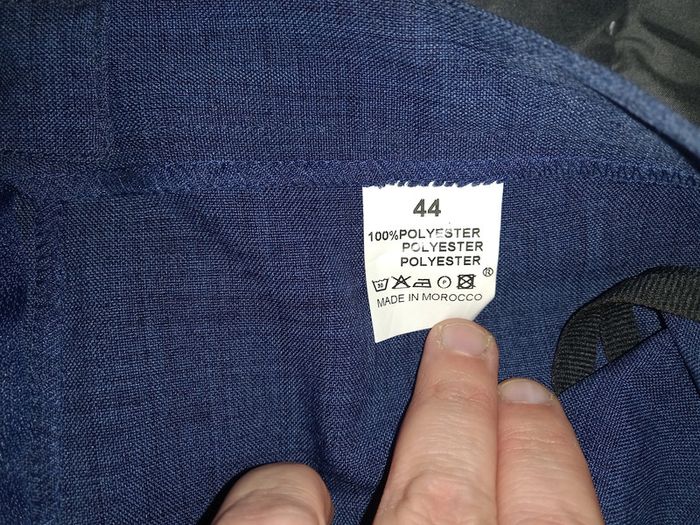 44
100%POLYESTER
POLYESTER
POLYESTER
®
MADE IN MOROCCO